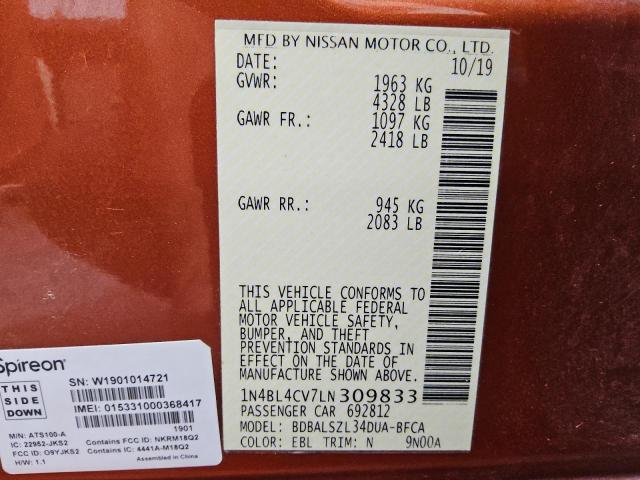 MFD BY NISSAN MOTOR CO., LTD.
DATE: 10/19
GVWR: 1963 KG
4328 LB
GAWR FR.: 1097 KG
2418 LB
GAWR RR.: 945 KG
2083 LB
THIS VEHICLE CONFORMS TO
ALL APPLICABLE FEDERAL
MOTOR VEHICLE SAFETY,
BUMPER, AND THEFT
PREVENTION STANDARDS IN
EFFECT ON THE DATE OF
MANUFACTURE SHOWN ABOVE.
1N4BL4CV7LN309833
PASSENGER CAR 692812
MODEL: BDBALSZL34DUA-BFCA
COLOR: EBL TRIM: N 9N00A
Spireon
THIS
SIDE
DOWN
SN: W1901014721
IMEI: 015331000368417
1901
M/N: ATS100-A
IC: 22952-JKS2
FCC ID: O9YJKS2
H/W: 1.1
Contains FCC ID: NKRM18Q2
Contains IC: 4441A-M18Q2
Assembled in China